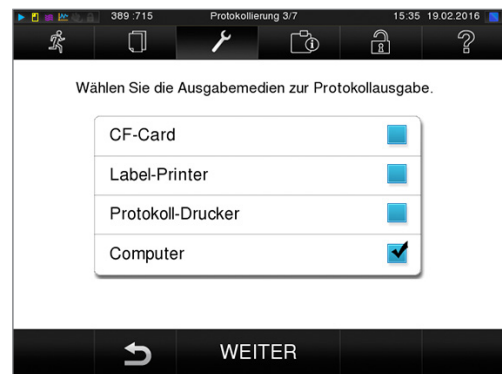 389 :715 Protokollierung 3/7 15:35 19.02.2016
Wählen Sie die Ausgabemedien zur Protokollausgabe.
CF-Card
Label-Printer
Protokoll-Drucker
Computer
WEITER